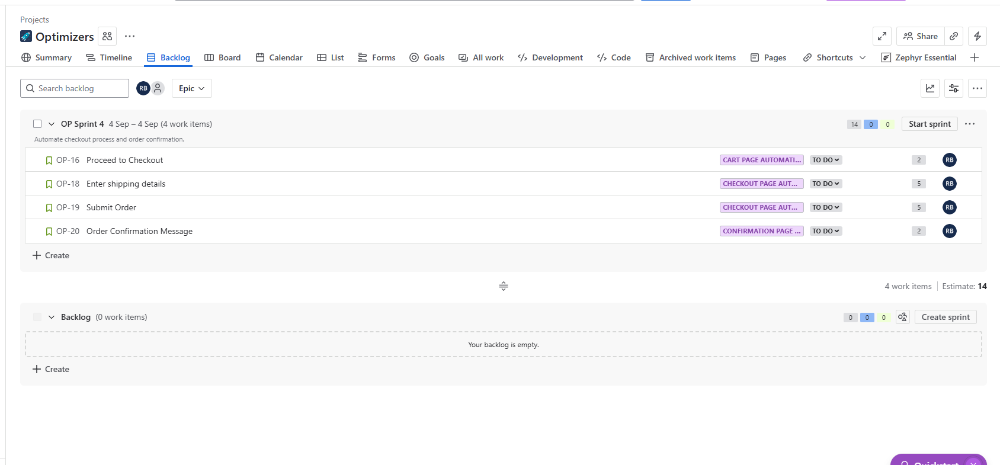 Projects
Optimizers
Share
Summary Timeline Backlog Board Calendar List Forms Goals All work Development Code Archived work items Pages Shortcuts Zephyr Essential
Search backlog RB Epic
OP Sprint 4 4 Sep – 4 Sep (4 work items) 14 0 0 Start sprint
Automate checkout process and order confirmation.
OP-16 Proceed to Checkout CART PAGE AUTOMATI... TO DO 2 RB
OP-18 Enter shipping details CHECKOUT PAGE AUT... TO DO 5 RB
OP-19 Submit Order CHECKOUT PAGE AUT... TO DO 5 RB
OP-20 Order Confirmation Message CONFIRMATION PAGE ... TO DO 2 RB
Create
4 work items Estimate: 14
Backlog (0 work items) 0 0 0 Create sprint
Your backlog is empty.
Create
Quickstart